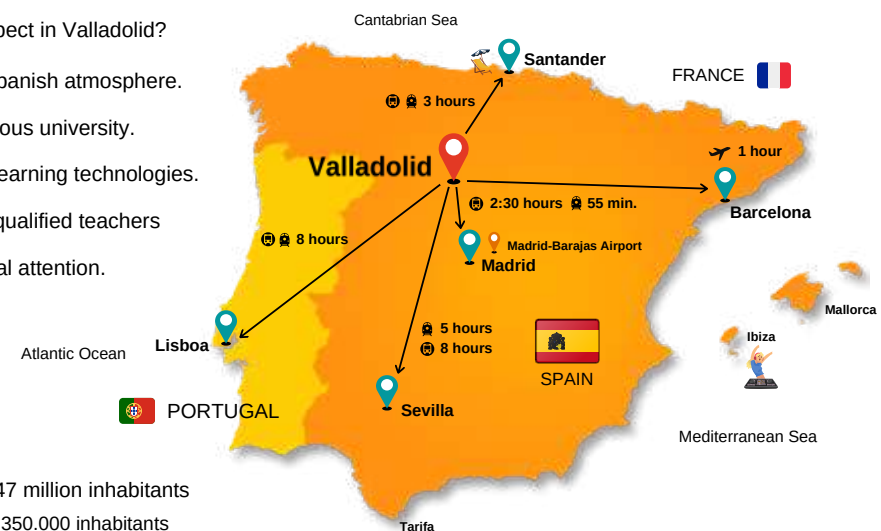 Cantabrian Sea
pect in Valladolid?
Santander
panish atmosphere.
FRANCE
3 hours
ous university.
1 hour
Valladolid
earning technologies.
2:30 hours 55 min.
Barcelona
qualified teachers
8 hours
Madrid-Barajas Airport
Madrid
al attention.
Mallorca
5 hours
Ibiza
Lisboa
8 hours
Atlantic Ocean
SPAIN
PORTUGAL
Sevilla
Mediterranean Sea
47 million inhabitants
350.000 inhabitants
Tarifa